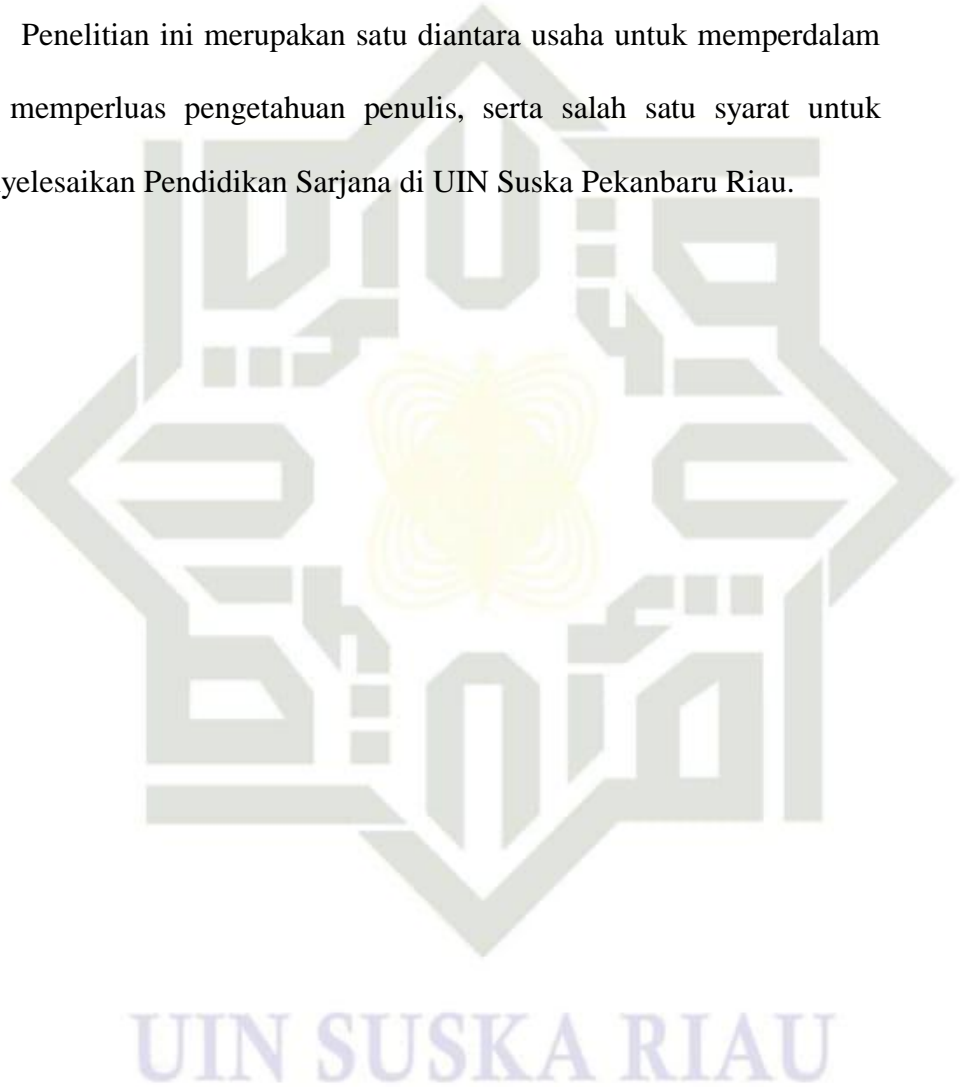 Penelitian ini merupakan satu diantara usaha untuk memperdalam
memperluas pengetahuan penulis, serta salah satu syarat untuk
yelesaikan Pendidikan Sarjana di UIN Suska Pekanbaru Riau.
UIN SUSKA RIAU